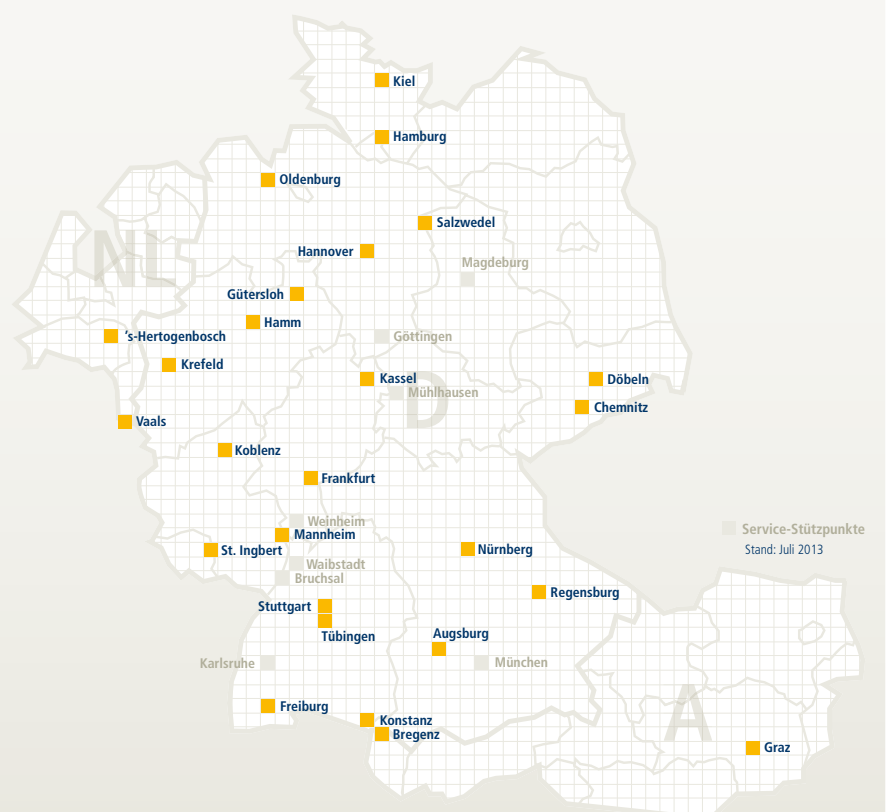 Kiel
Hamburg
Oldenburg
Salzwedel
NL
Hannover
Magdeburg
Gütersloh
Hamm
's-Hertogenbosch
Göttingen
Krefeld
Kassel
Döbeln
Mühlhausen
D
Chemnitz
Vaals
Koblenz
Frankfurt
Weinheim
Service-Stützpunkte
Mannheim
St. Ingbert
Nürnberg
Stand: Juli 2013
Waibstadt
Bruchsal
Regensburg
Stuttgart
Tübingen
Augsburg
Karlsruhe
München
Freiburg
A
Konstanz
Bregenz
Graz